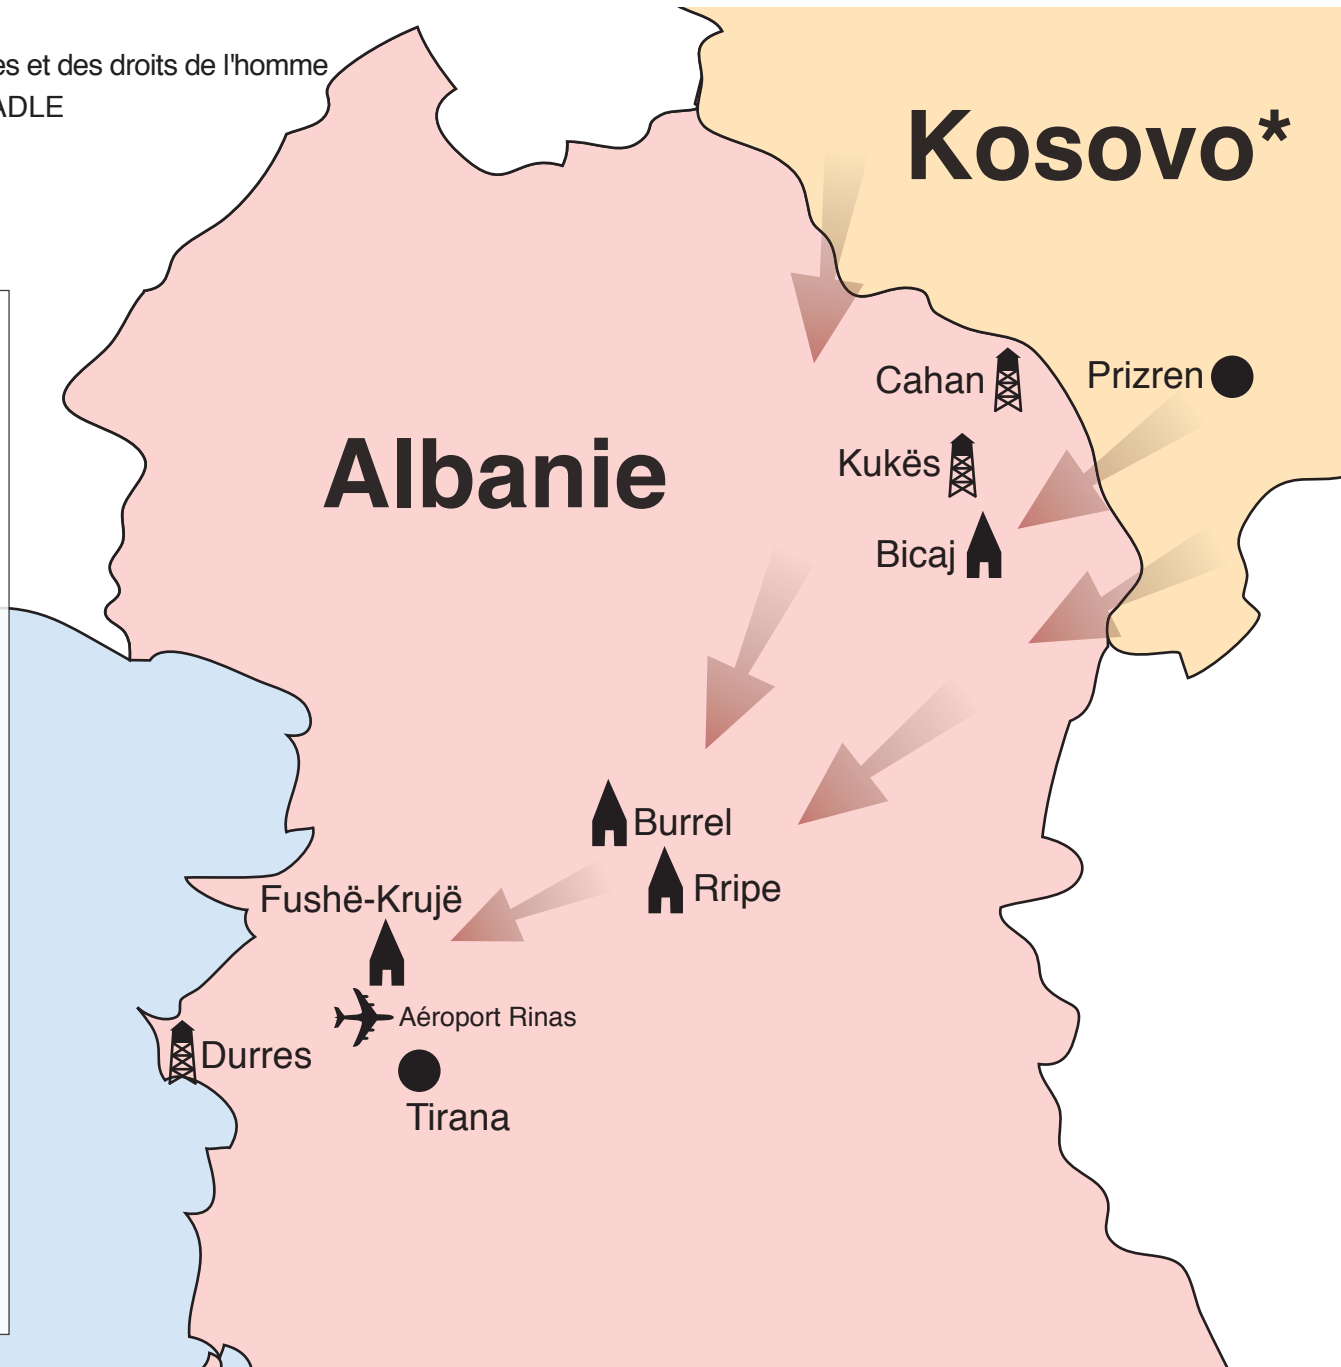 es et des droits de l'homme
ADLE
Kosovo*
Cahan
Prizren
Kukës
Albanie
Bicaj
Burrel
Rripe
Fushë-Krujë
Aéroport Rinas
Durres
Tirana